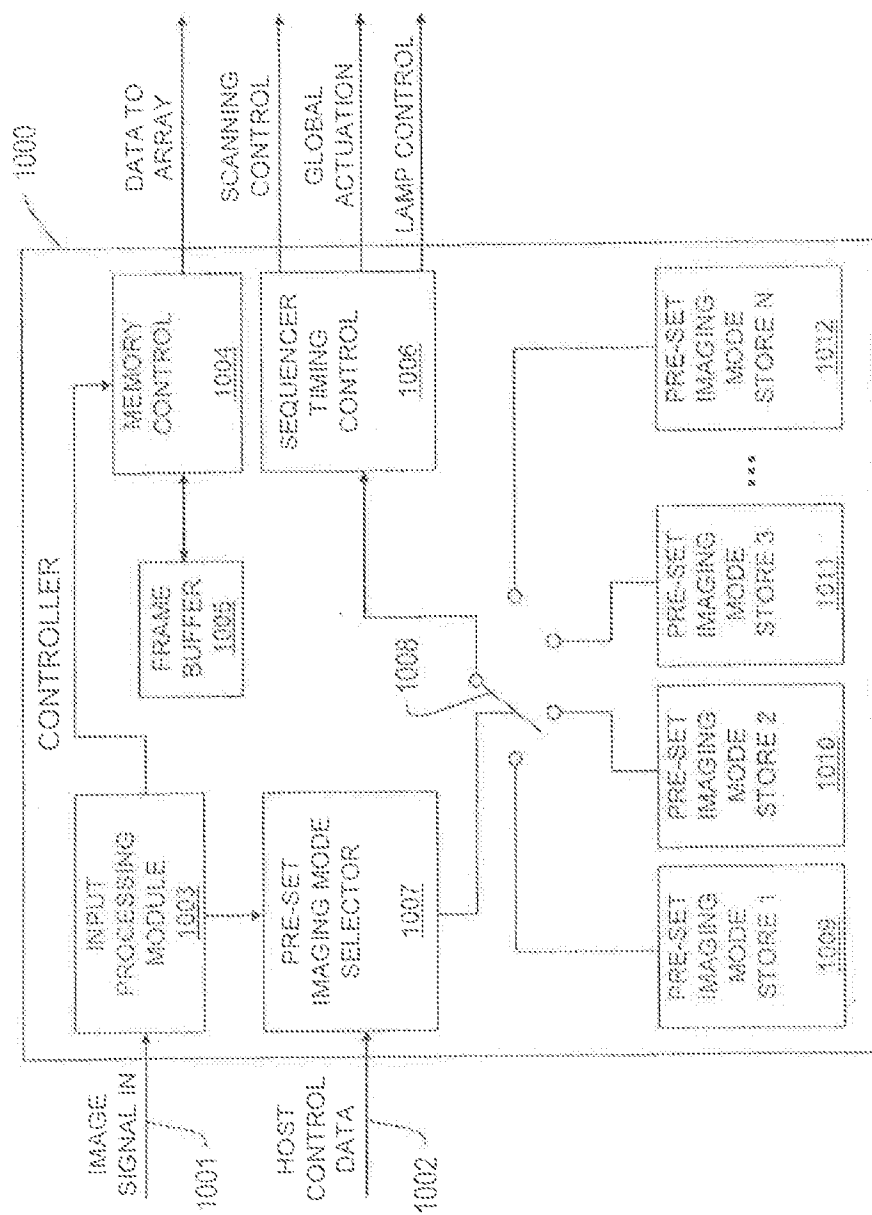 1000
CONTROLLER
IMAGE
SIGNAL IN
1001
HOST
CONTROL
DATA
1002
INPUT
PROCESSING
MODULE
1003
PRE-SET
IMAGING MODE
SELECTOR
1007
FRAME
BUFFER
1005
MEMORY
CONTROL
1004
SEQUENCER
TIMING
CONTROL
1006
DATA TO
ARRAY
SCANNING
CONTROL
GLOBAL
ACTUATION
LAMP CONTROL
1008
PRE-SET
IMAGING
MODE
STORE 1
1009
PRE-SET
IMAGING
MODE
STORE 2
1010
PRE-SET
IMAGING
MODE
STORE 3
1011
...
PRE-SET
IMAGING
MODE
STORE N
1012